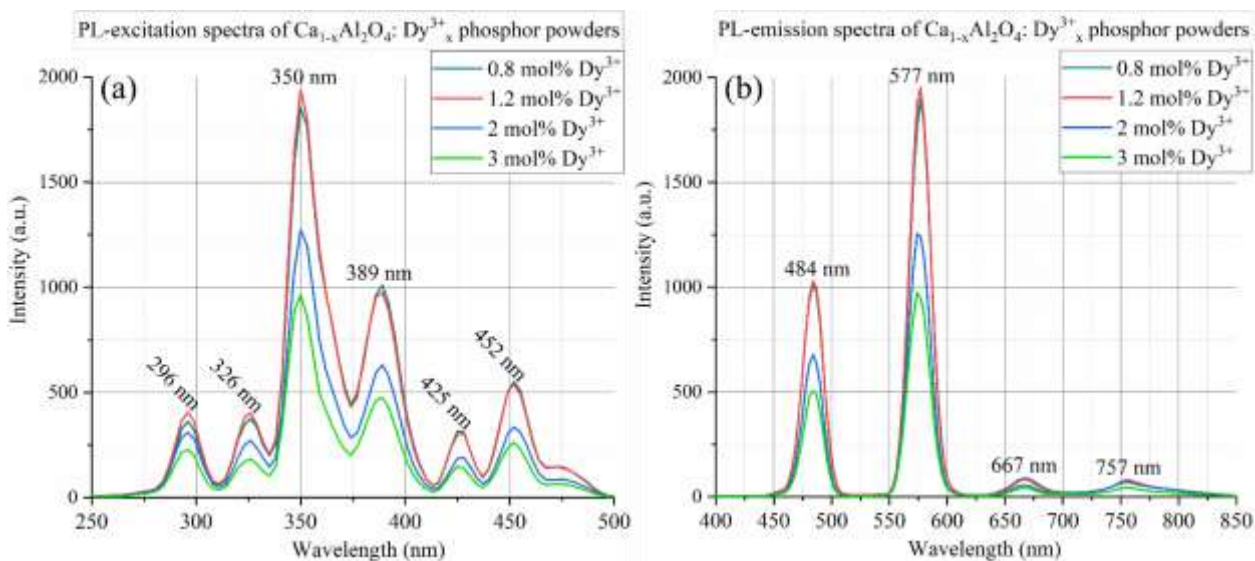 PL-excitation spectra of Ca₁₋ₓAl₂O₄: Dy³⁺ₓ phosphor powders
(a)
0.8 mol% Dy³⁺
1.2 mol% Dy³⁺
2 mol% Dy³⁺
3 mol% Dy³⁺
350 nm
389 nm
296 nm
326 nm
425 nm
452 nm
Intensity (a.u.)
2000
1500
1000
500
0
250
300
350
400
450
500
Wavelength (nm)
PL-emission spectra of Ca₁₋ₓAl₂O₄: Dy³⁺ₓ phosphor powders
(b)
0.8 mol% Dy³⁺
1.2 mol% Dy³⁺
2 mol% Dy³⁺
3 mol% Dy³⁺
577 nm
484 nm
667 nm
757 nm
Intensity (a.u.)
2000
1500
1000
500
0
400
450
500
550
600
650
700
750
800
850
Wavelength (nm)